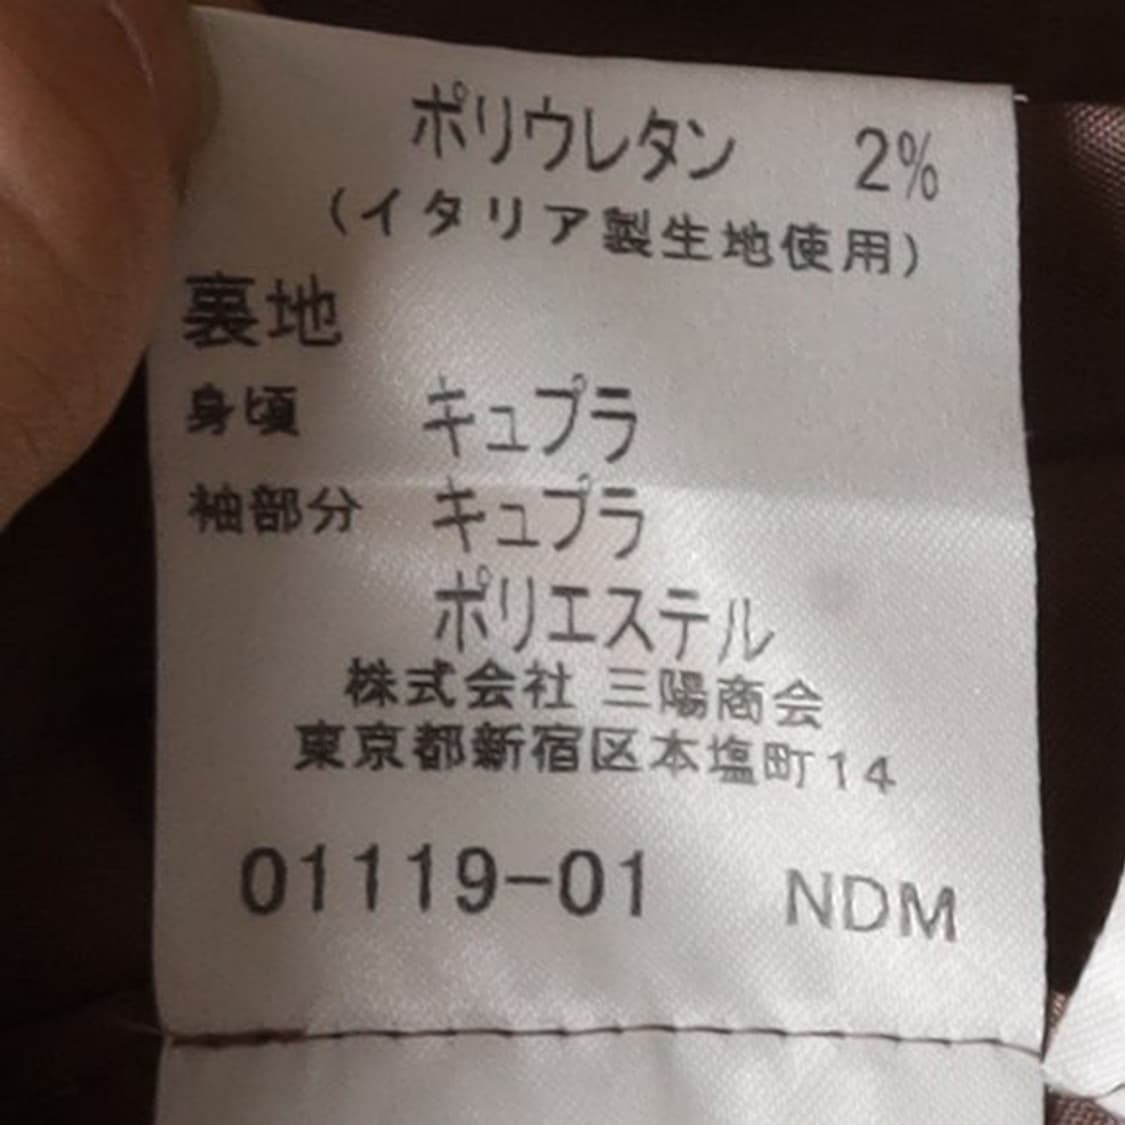 ポリウレタン 2%
(イタリア製生地使用)
裏地
身頃 キュプラ
袖部分 キュプラ
ポリエステル
株式会社 三陽商会
東京都新宿区本塩町14
01119-01 NDM